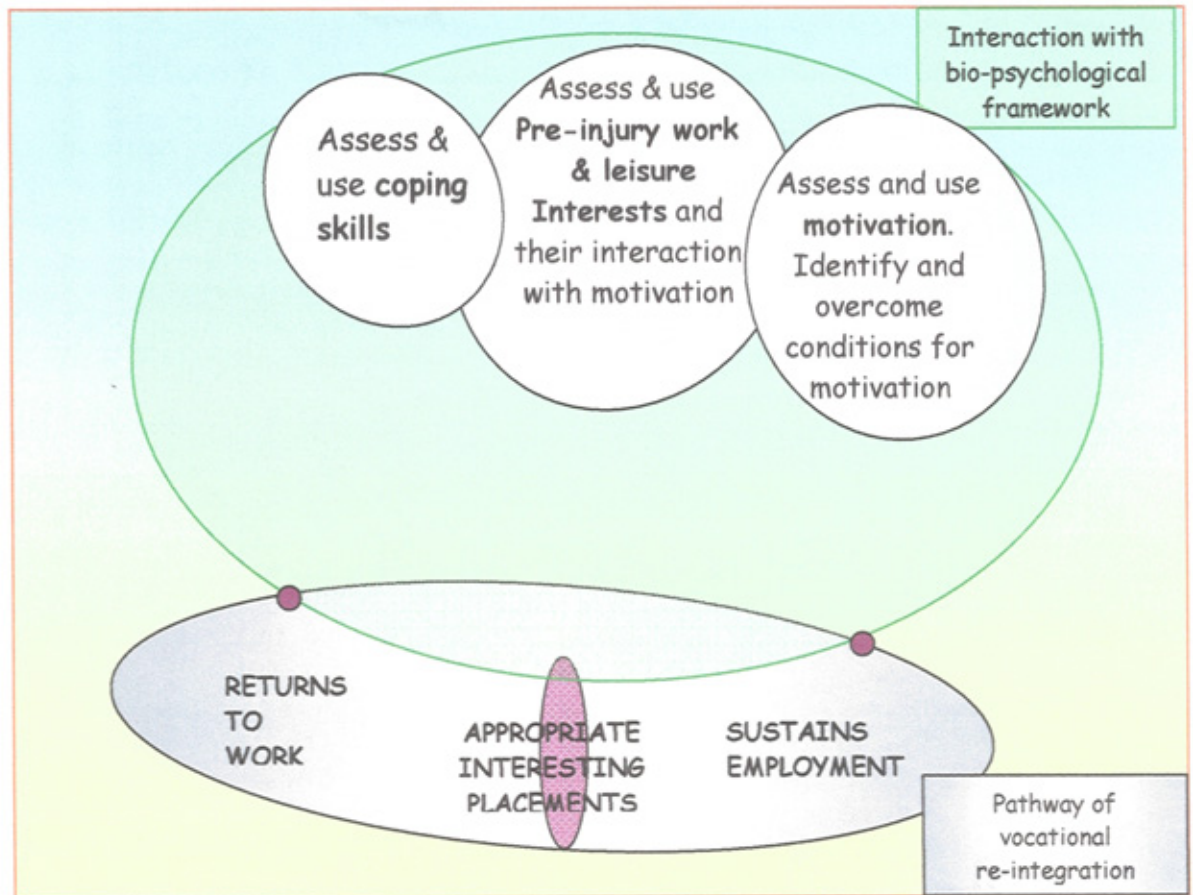 Interaction with
bio-psychological
framework
Assess &
use coping
skills
Assess & use
Pre-injury work
& leisure
Interests and
their interaction
with motivation
Assess and use
motivation.
Identify and
overcome
conditions for
motivation
RETURNS
TO
WORK
APPROPRIATE
INTERESTING
PLACEMENTS
SUSTAINS
EMPLOYMENT
Pathway of
vocational
re-integration